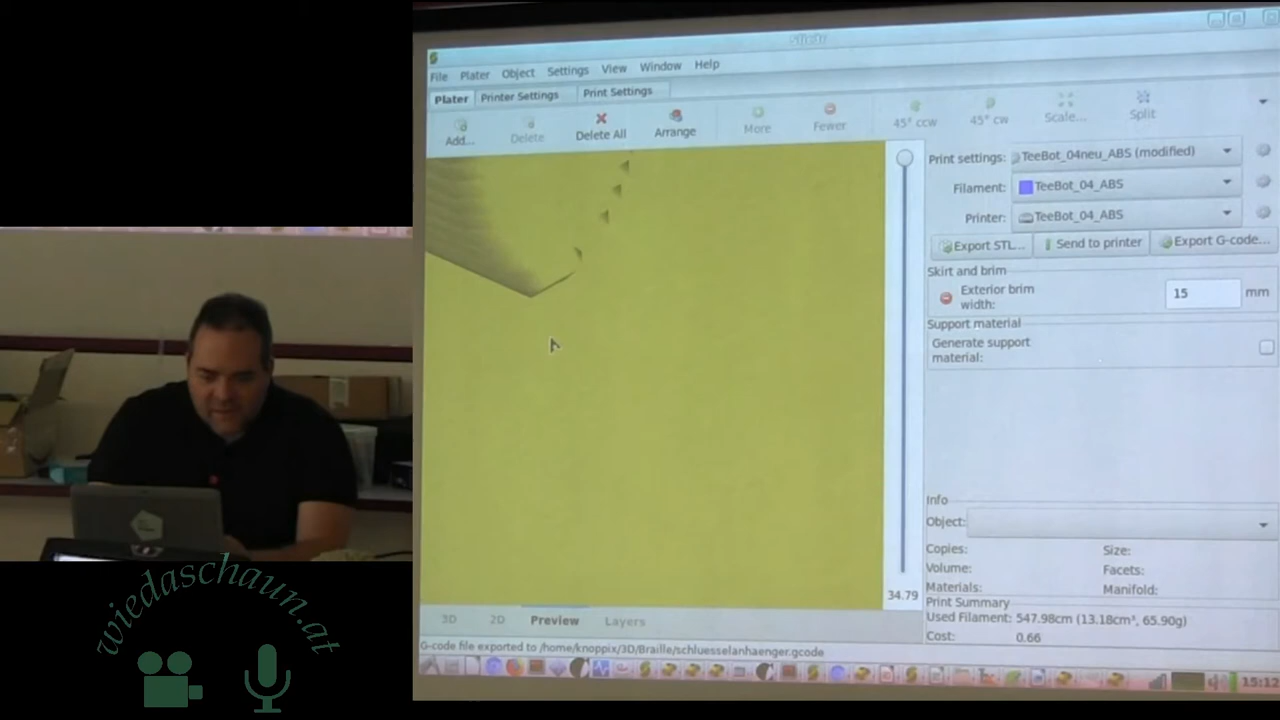 Slic3r
File Plater Object Settings View Window Help
Plater Printer Settings Print Settings
Add... Delete Delete All Arrange More Fewer 45° ccw 45° cw Scale... Split
Print settings: TeeBot_04neu_ABS (modified)
Filament: TeeBot_04_ABS
Printer: TeeBot_04_ABS
Export STL... Send to printer Export G-code...
Skirt and brim
Exterior brim
width: 15 mm
Support material
Generate support
material:
Info
Object:
Copies: Size:
Volume: Facets:
Materials: Manifold:
34.79
Print Summary
Used Filament: 547.98cm (13.18cm³, 65.90g)
Cost: 0.66
3D 2D Preview Layers
G-code file exported to /home/knoppix/3D/Braille/schluesselanhaenger.gcode
15:12
wiedaschaun.at